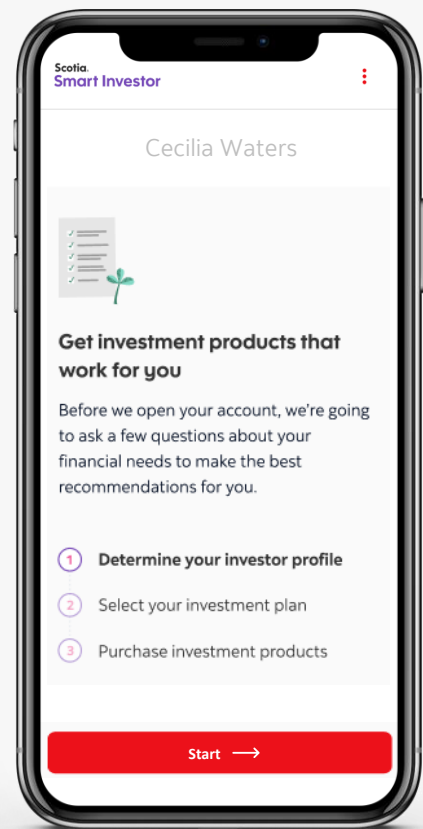 Scotia.
Smart Investor
Cecilia Waters
Get investment products that
work for you
Before we open your account, we're going
to ask a few questions about your
financial needs to make the best
recommendations for you.
1 Determine your investor profile
2 Select your investment plan
3 Purchase investment products
Start →